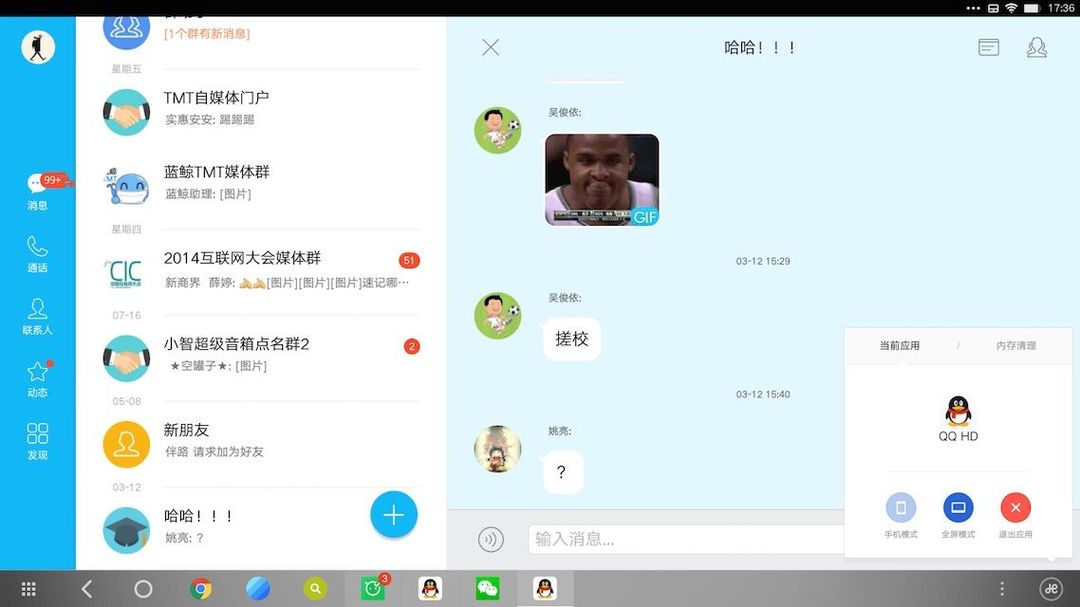 17:36
[1个群有新消息]
星期五
TMT自媒体门户
实惠安安: 踢踢踢
蓝鲸TMT媒体群
蓝鲸助理: [图片]
星期四
CIC
2014互联网大会媒体群
51
新商界 薛婷: 🍌🍌[图片][图片][图片]速记哪…
07-16
小智超级音箱点名群2
2
★空罐子★: [图片]
05-08
新朋友
伴路 请求加为好友
03-12
哈哈！！！
姚亮: ?
99+
消息
通话
联系人
动态
发现
哈哈！！！
吴俊依:
GIF
03-12 15:29
吴俊依:
搓校
03-12 15:40
姚亮:
?
输入消息...
当前应用 / 内存清理
QQ HD
手机模式 全屏模式 退出应用
3